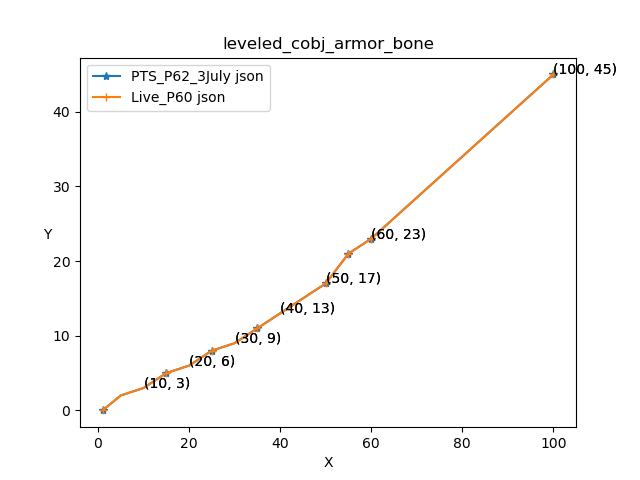 leveled_cobj_armor_bone
PTS_P62_3July json
Live_P60 json
(100, 45)
(60, 23)
(50, 17)
(40, 13)
(30, 9)
(20, 6)
(10, 3)
Y
40
30
20
10
0
0 20 40 60 80 100
X